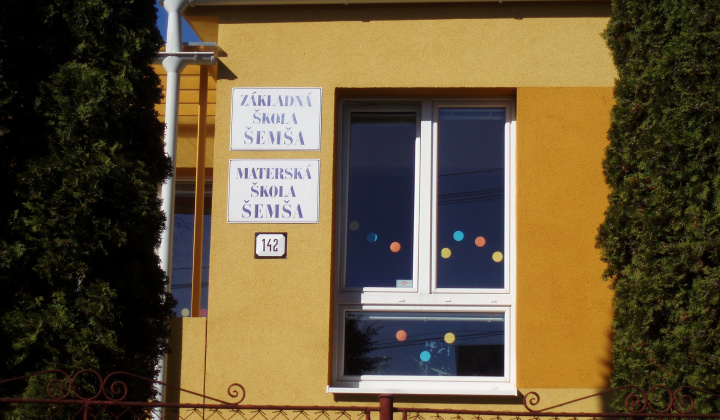 ZÁKLADNÁ
ŠKOLA
ŠEMŠA
MATERSKÁ
ŠKOLA
ŠEMŠA
142